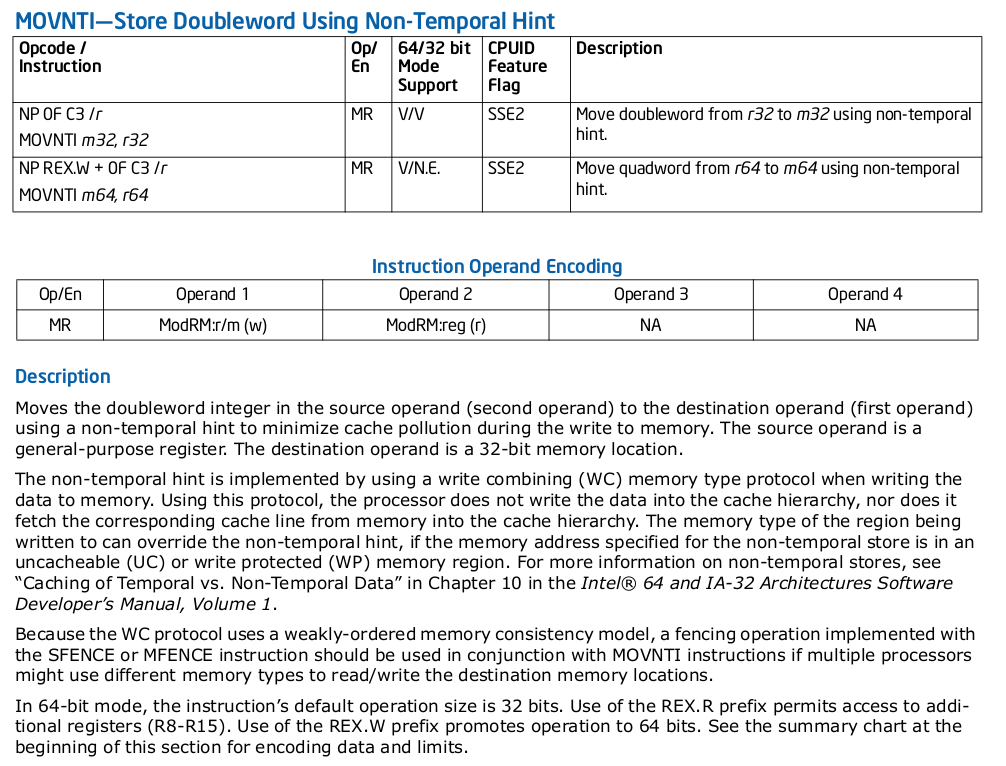 MOVNTI—Store Doubleword Using Non-Temporal Hint
Opcode / Instruction Op/ En 64/32 bit Mode Support CPUID Feature Flag Description
NP 0F C3 /r MR V/V SSE2 Move doubleword from r32 to m32 using non-temporal
MOVNTI m32, r32 hint.
NP REX.W + 0F C3 /r MR V/N.E. SSE2 Move quadword from r64 to m64 using non-temporal
MOVNTI m64, r64 hint.
Instruction Operand Encoding
Op/En Operand 1 Operand 2 Operand 3 Operand 4
MR ModRM:r/m (w) ModRM:reg (r) NA NA
Description
Moves the doubleword integer in the source operand (second operand) to the destination operand (first operand)
using a non-temporal hint to minimize cache pollution during the write to memory. The source operand is a
general-purpose register. The destination operand is a 32-bit memory location.
The non-temporal hint is implemented by using a write combining (WC) memory type protocol when writing the
data to memory. Using this protocol, the processor does not write the data into the cache hierarchy, nor does it
fetch the corresponding cache line from memory into the cache hierarchy. The memory type of the region being
written to can override the non-temporal hint, if the memory address specified for the non-temporal store is in an
uncacheable (UC) or write protected (WP) memory region. For more information on non-temporal stores, see
“Caching of Temporal vs. Non-Temporal Data” in Chapter 10 in the Intel® 64 and IA-32 Architectures Software
Developer’s Manual, Volume 1.
Because the WC protocol uses a weakly-ordered memory consistency model, a fencing operation implemented with
the SFENCE or MFENCE instruction should be used in conjunction with MOVNTI instructions if multiple processors
might use different memory types to read/write the destination memory locations.
In 64-bit mode, the instruction’s default operation size is 32 bits. Use of the REX.R prefix permits access to addi-
tional registers (R8-R15). Use of the REX.W prefix promotes operation to 64 bits. See the summary chart at the
beginning of this section for encoding data and limits.